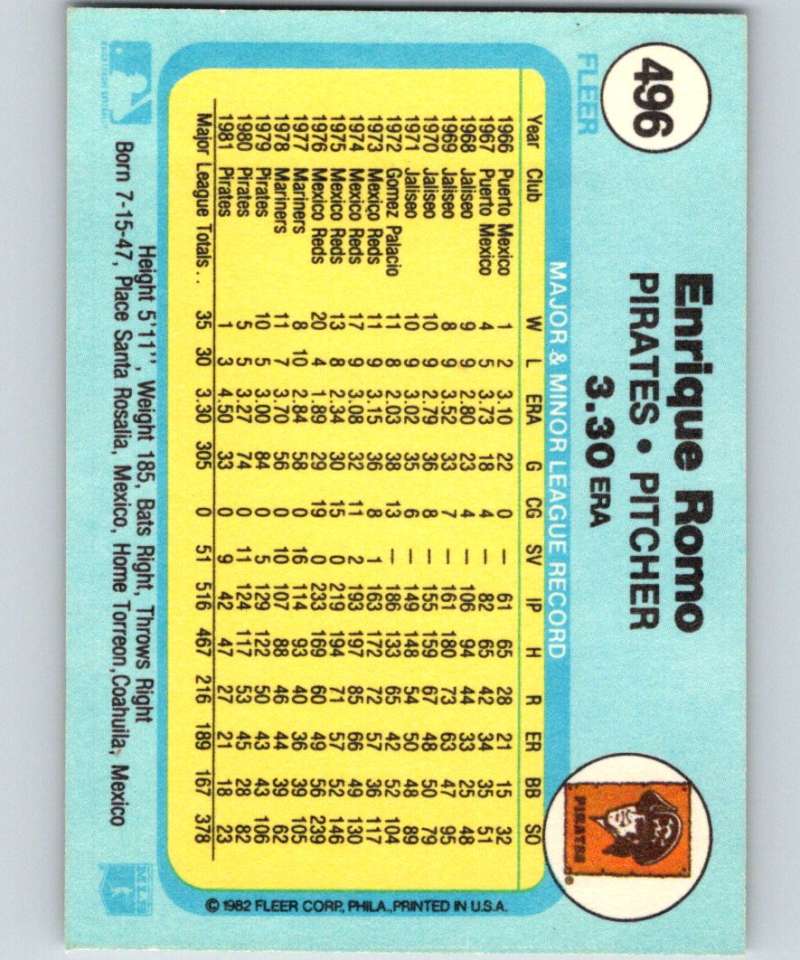 496
FLEER
Enrique Romo
PIRATES • PITCHER
3.30 ERA
PIRATES
®
MAJOR & MINOR LEAGUE RECORD
Year Club W L ERA G CG SV IP H R ER BB SO
1966 Puerto Mexico 1 2 3.10 22 0 — 61 65 28 21 15 32
1967 Puerto Mexico 4 5 3.73 18 4 — 82 65 42 34 35 51
1968 Jaliseo 9 9 2.80 23 4 — 106 94 44 33 25 48
1969 Jaliseo 8 9 3.52 33 7 — 161 180 73 63 47 95
1970 Jaliseo 10 9 2.79 36 8 — 155 159 67 48 50 79
1971 Jaliseo 10 9 3.02 35 6 — 149 148 54 50 48 89
1972 Gomez Palacio 11 8 2.03 38 13 — 186 133 65 42 52 104
1973 Mexico Reds 11 9 3.15 36 8 1 163 172 72 57 36 117
1974 Mexico Reds 17 9 3.08 32 11 2 193 197 85 66 49 130
1975 Mexico Reds 13 8 2.34 30 15 0 219 194 71 57 52 146
1976 Mexico Reds 20 4 1.89 29 19 0 233 169 60 49 56 239
1977 Mariners 8 10 2.84 58 0 16 114 93 40 36 39 105
1978 Mariners 11 7 3.70 56 0 10 107 88 46 44 39 62
1979 Pirates 10 5 3.00 84 0 5 129 122 50 43 43 106
1980 Pirates 5 5 3.27 74 0 11 124 117 53 45 28 82
1981 Pirates 1 3 4.50 33 0 9 42 47 27 21 18 23
Major League Totals . . 35 30 3.30 305 0 51 516 467 216 189 167 378
© 1982 FLEER CORP., PHILA., PRINTED IN U.S.A.
Height 5'11", Weight 185, Bats Right, Throws Right
Born 7-15-47, Place Santa Rosalia, Mexico, Home Torreon, Coahuila, Mexico